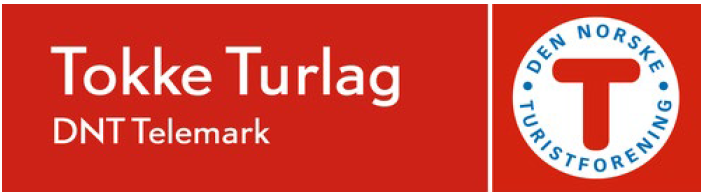 Tokke Turlag
DNT Telemark
DEN NORSKE
T
TURISTFORENING